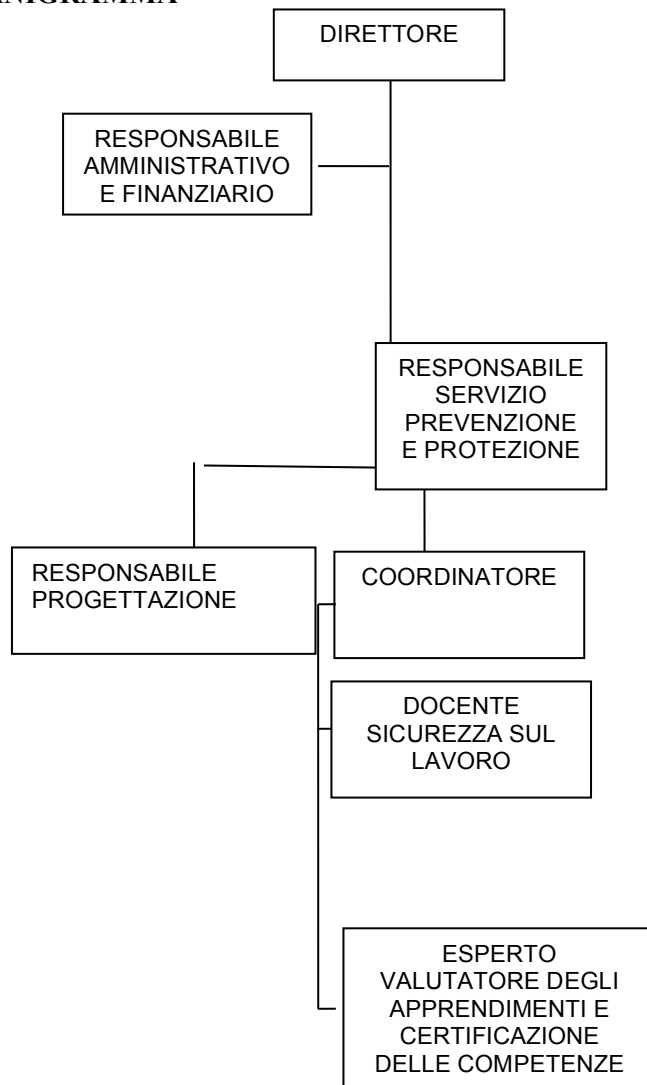 DIRETTORE
RESPONSABILE
AMMINISTRATIVO
E FINANZIARIO
RESPONSABILE
SERVIZIO
PREVENZIONE
E PROTEZIONE
RESPONSABILE
PROGETTAZIONE
COORDINATORE
DOCENTE
SICUREZZA SUL
LAVORO
ESPERTO
VALUTATORE DEGLI
APPRENDIMENTI E
CERTIFICAZIONE
DELLE COMPETENZE